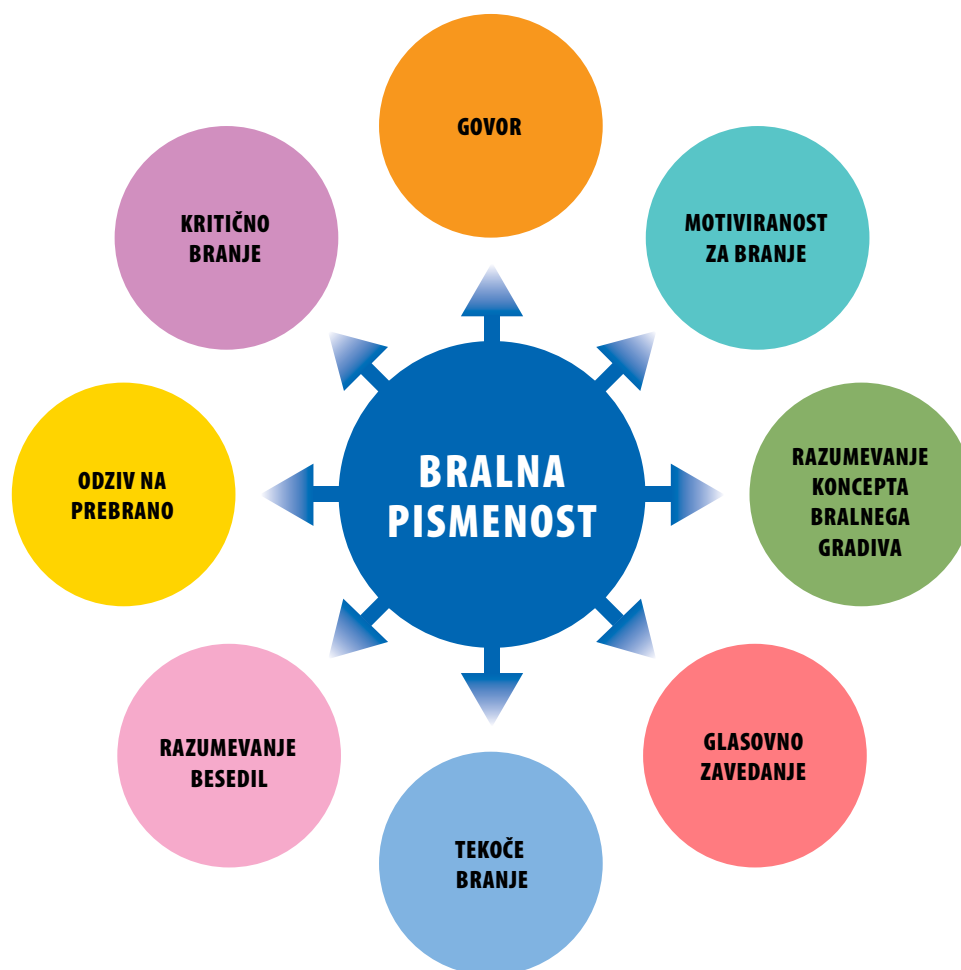 GOVOR
MOTIVIRANOST
ZA BRANJE
RAZUMEVANJE
KONCEPTA
BRALNEGA
GRADIVA
GLASOVNO
ZAVEDANJE
TEKOČE
BRANJE
RAZUMEVANJE
BESEDIL
ODZIV NA
PREBRANO
KRITIČNO
BRANJE
BRALNA
PISMENOST